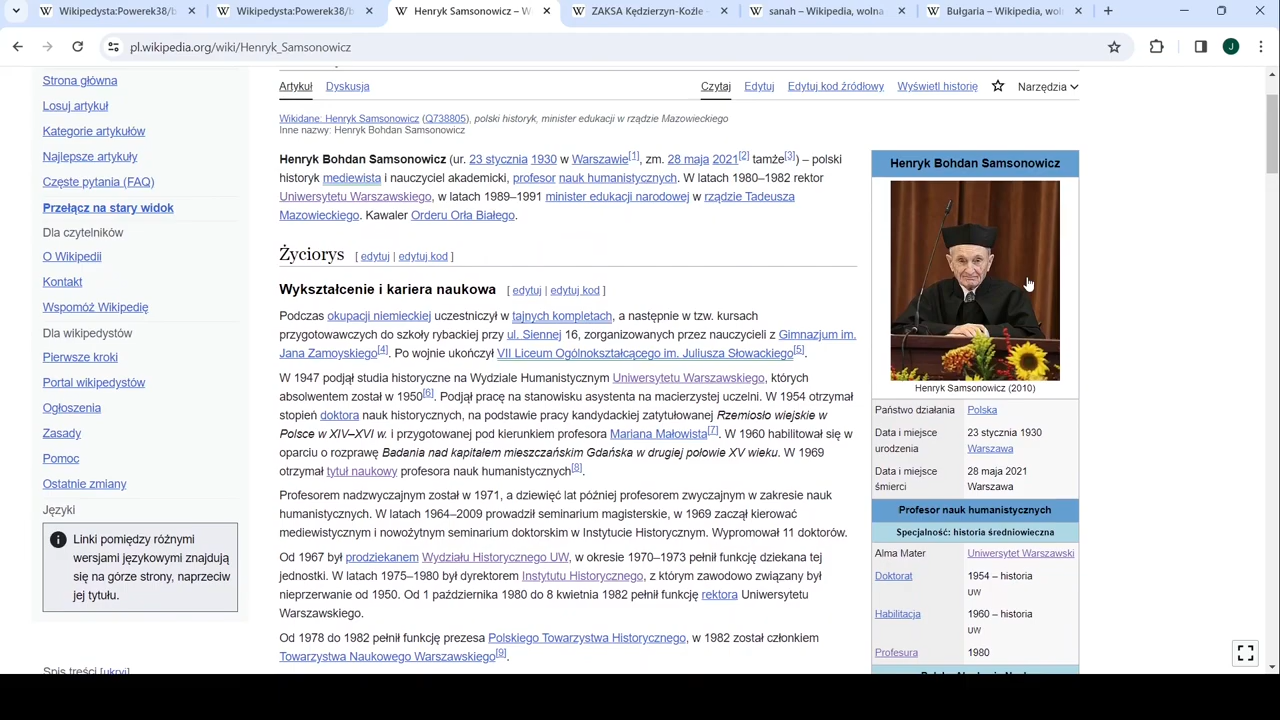 Wikipedysta:Powerek38/b
Wikipedysta:Powerek38/b
Henryk Samsonowicz – W
ZAKSA Kędzierzyn-Koźle -
sanah – Wikipedia, wolna
Bułgaria – Wikipedia, wol
J
pl.wikipedia.org/wiki/Henryk_Samsonowicz
Strona główna
Losuj artykuł
Kategorie artykułów
Najlepsze artykuły
Częste pytania (FAQ)
Przełącz na stary widok
Dla czytelników
O Wikipedii
Kontakt
Wspomóż Wikipedię
Dla wikipedystów
Pierwsze kroki
Portal wikipedystów
Ogłoszenia
Zasady
Pomoc
Ostatnie zmiany
Języki
Linki pomiędzy różnymi
wersjami językowymi znajdują
się na górze strony, naprzeciw
jej tytułu.
Spis treści [ukryj]
Artykuł Dyskusja Czytaj Edytuj Edytuj kod źródłowy Wyświetl historię Narzędzia
Wikidane: Henryk Samsonowicz (Q738805), polski historyk, minister edukacji w rządzie Mazowieckiego
Inne nazwy: Henryk Bohdan Samsonowicz
Henryk Bohdan Samsonowicz (ur. 23 stycznia 1930 w Warszawie[1], zm. 28 maja 2021[2] tamże[3]) – polski
historyk mediewista i nauczyciel akademicki, profesor nauk humanistycznych. W latach 1980–1982 rektor
Uniwersytetu Warszawskiego, w latach 1989–1991 minister edukacji narodowej w rządzie Tadeusza
Mazowieckiego. Kawaler Orderu Orła Białego.
Życiorys [ edytuj | edytuj kod ]
Wykształcenie i kariera naukowa [ edytuj | edytuj kod ]
Podczas okupacji niemieckiej uczestniczył w tajnych kompletach, a następnie w tzw. kursach
przygotowawczych do szkoły rybackiej przy ul. Siennej 16, zorganizowanych przez nauczycieli z Gimnazjum im.
Jana Zamoyskiego[4]. Po wojnie ukończył VII Liceum Ogólnokształcącego im. Juliusza Słowackiego[5].
W 1947 podjął studia historyczne na Wydziale Humanistycznym Uniwersytetu Warszawskiego, których
absolwentem został w 1950[6]. Podjął pracę na stanowisku asystenta na macierzystej uczelni. W 1954 otrzymał
stopień doktora nauk historycznych, na podstawie pracy kandydackiej zatytułowanej Rzemiosło wiejskie w
Polsce w XIV–XVI w. i przygotowanej pod kierunkiem profesora Mariana Małowista[7]. W 1960 habilitował się w
oparciu o rozprawę Badania nad kapitałem mieszczańskim Gdańska w drugiej połowie XV wieku. W 1969
otrzymał tytuł naukowy profesora nauk humanistycznych[8].
Profesorem nadzwyczajnym został w 1971, a dziewięć lat później profesorem zwyczajnym w zakresie nauk
humanistycznych. W latach 1964–2009 prowadził seminarium magisterskie, w 1969 zaczął kierować
mediewistycznym i nowożytnym seminarium doktorskim w Instytucie Historycznym. Wypromował 11 doktorów.
Od 1967 był prodziekanem Wydziału Historycznego UW, w okresie 1970–1973 pełnił funkcję dziekana tej
jednostki. W latach 1975–1980 był dyrektorem Instytutu Historycznego, z którym zawodowo związany był
nieprzerwanie od 1950. Od 1 października 1980 do 8 kwietnia 1982 pełnił funkcję rektora Uniwersytetu
Warszawskiego.
Od 1978 do 1982 pełnił funkcję prezesa Polskiego Towarzystwa Historycznego, w 1982 został członkiem
Towarzystwa Naukowego Warszawskiego[9].
Henryk Bohdan Samsonowicz
Henryk Samsonowicz (2010)
Państwo działania Polska
Data i miejsce urodzenia 23 stycznia 1930
Warszawa
Data i miejsce śmierci 28 maja 2021
Warszawa
Profesor nauk humanistycznych
Specjalność: historia średniowieczna
Alma Mater Uniwersytet Warszawski
Doktorat 1954 – historia
UW
Habilitacja 1960 – historia
UW
Profesura 1980